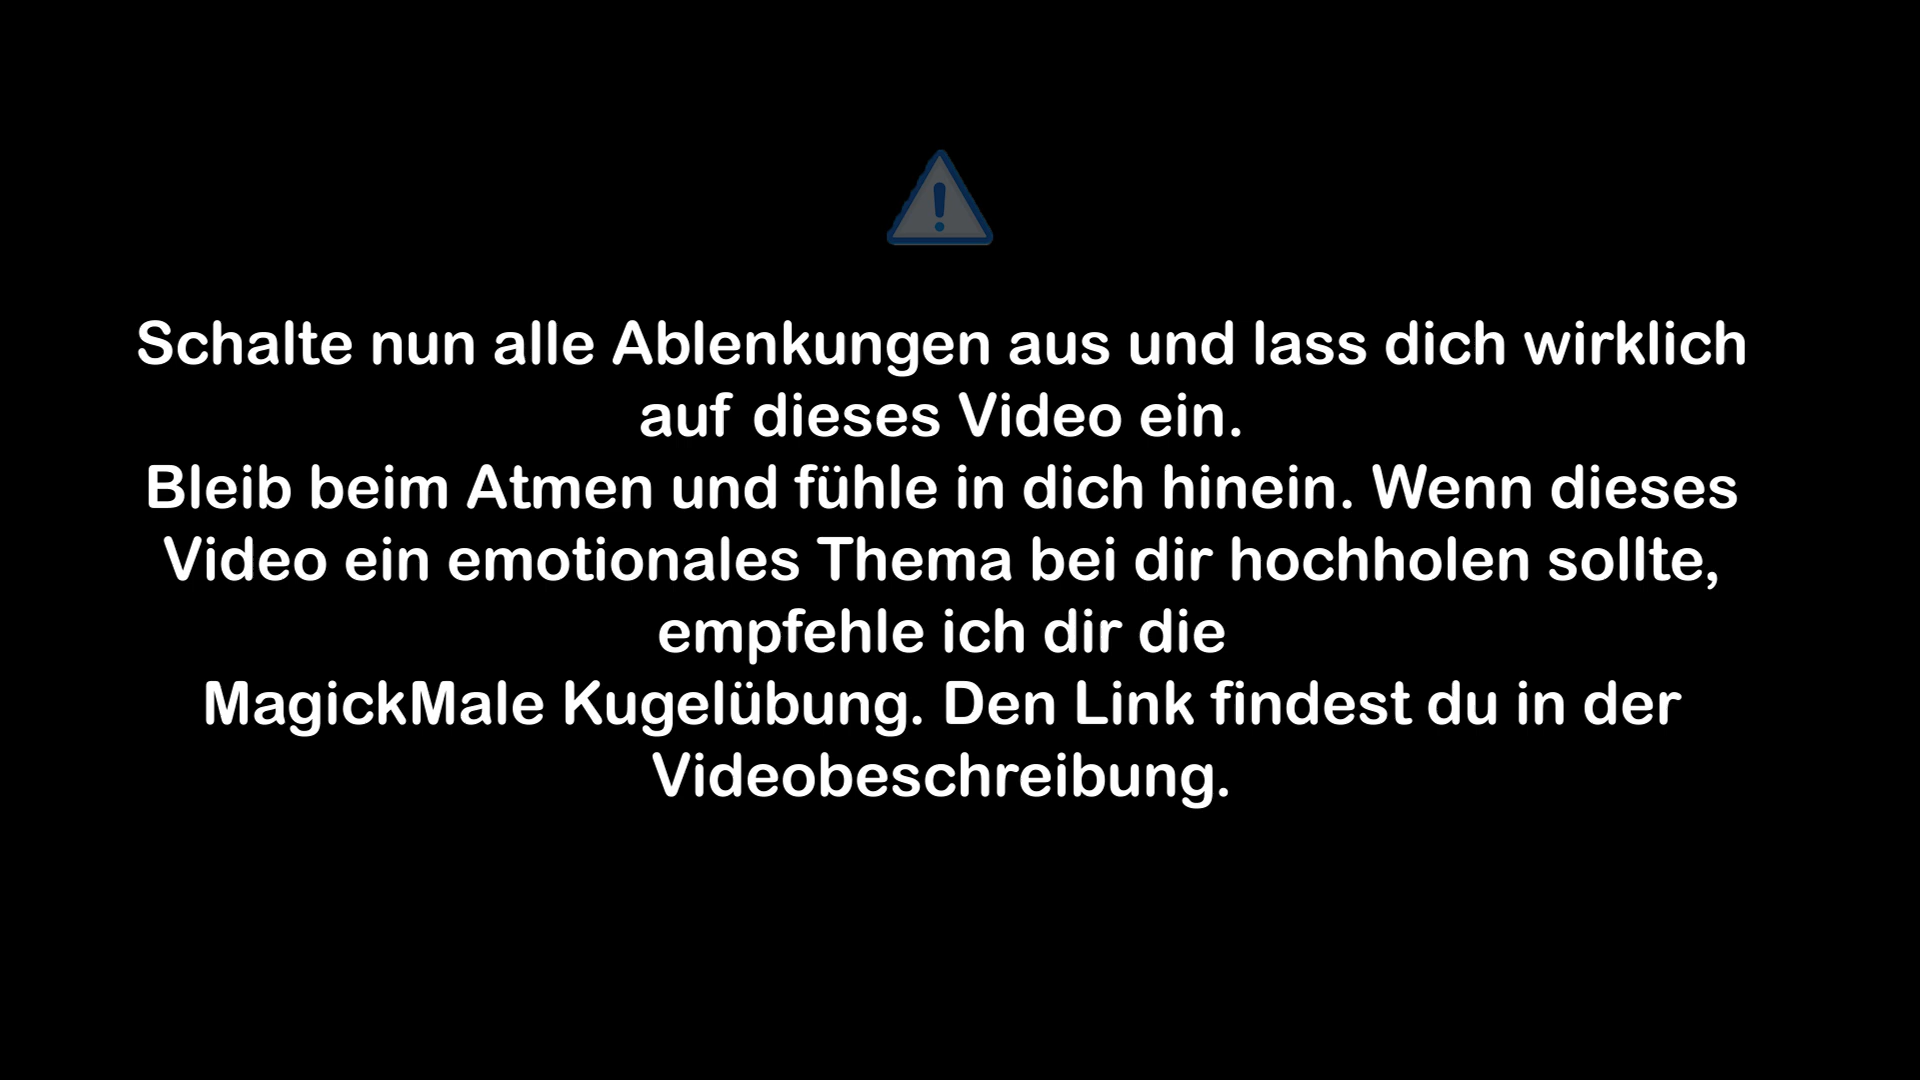 Schalte nun alle Ablenkungen aus und lass dich wirklich
auf dieses Video ein.
Bleib beim Atmen und fühle in dich hinein. Wenn dieses
Video ein emotionales Thema bei dir hochholen sollte,
empfehle ich dir die
MagickMale Kugelübung. Den Link findest du in der
Videobeschreibung.